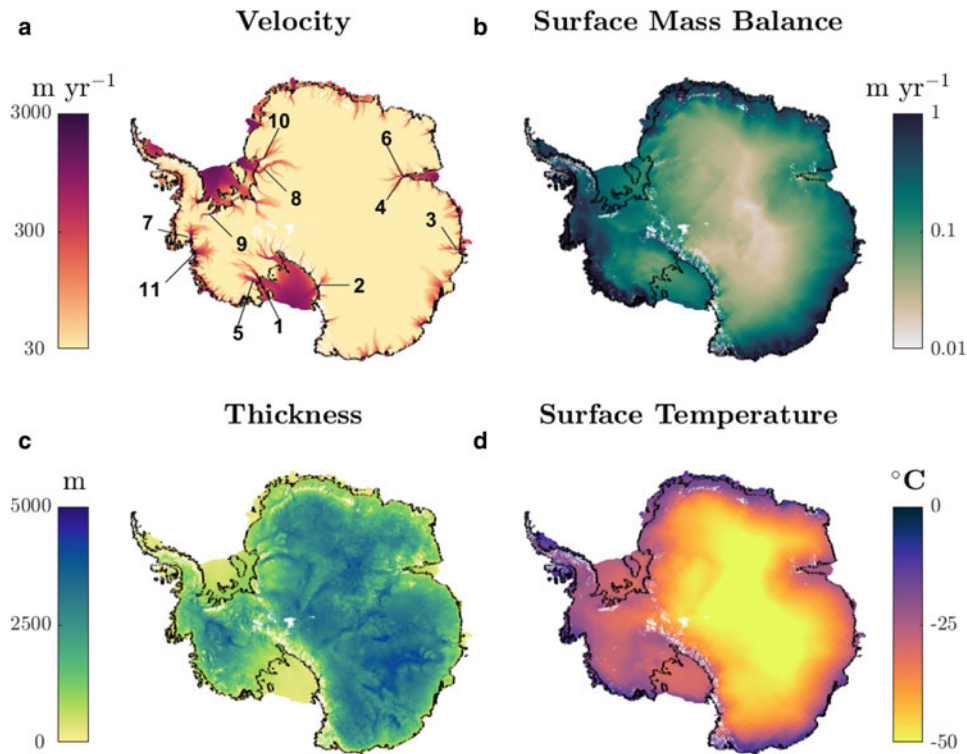 a
Velocity
m yr⁻¹
3000
300
30
10
6
8
4
3
7
9
11
2
5
1
b
Surface Mass Balance
m yr⁻¹
1
0.1
0.01
c
Thickness
m
5000
2500
0
d
Surface Temperature
°C
-0
-25
-50